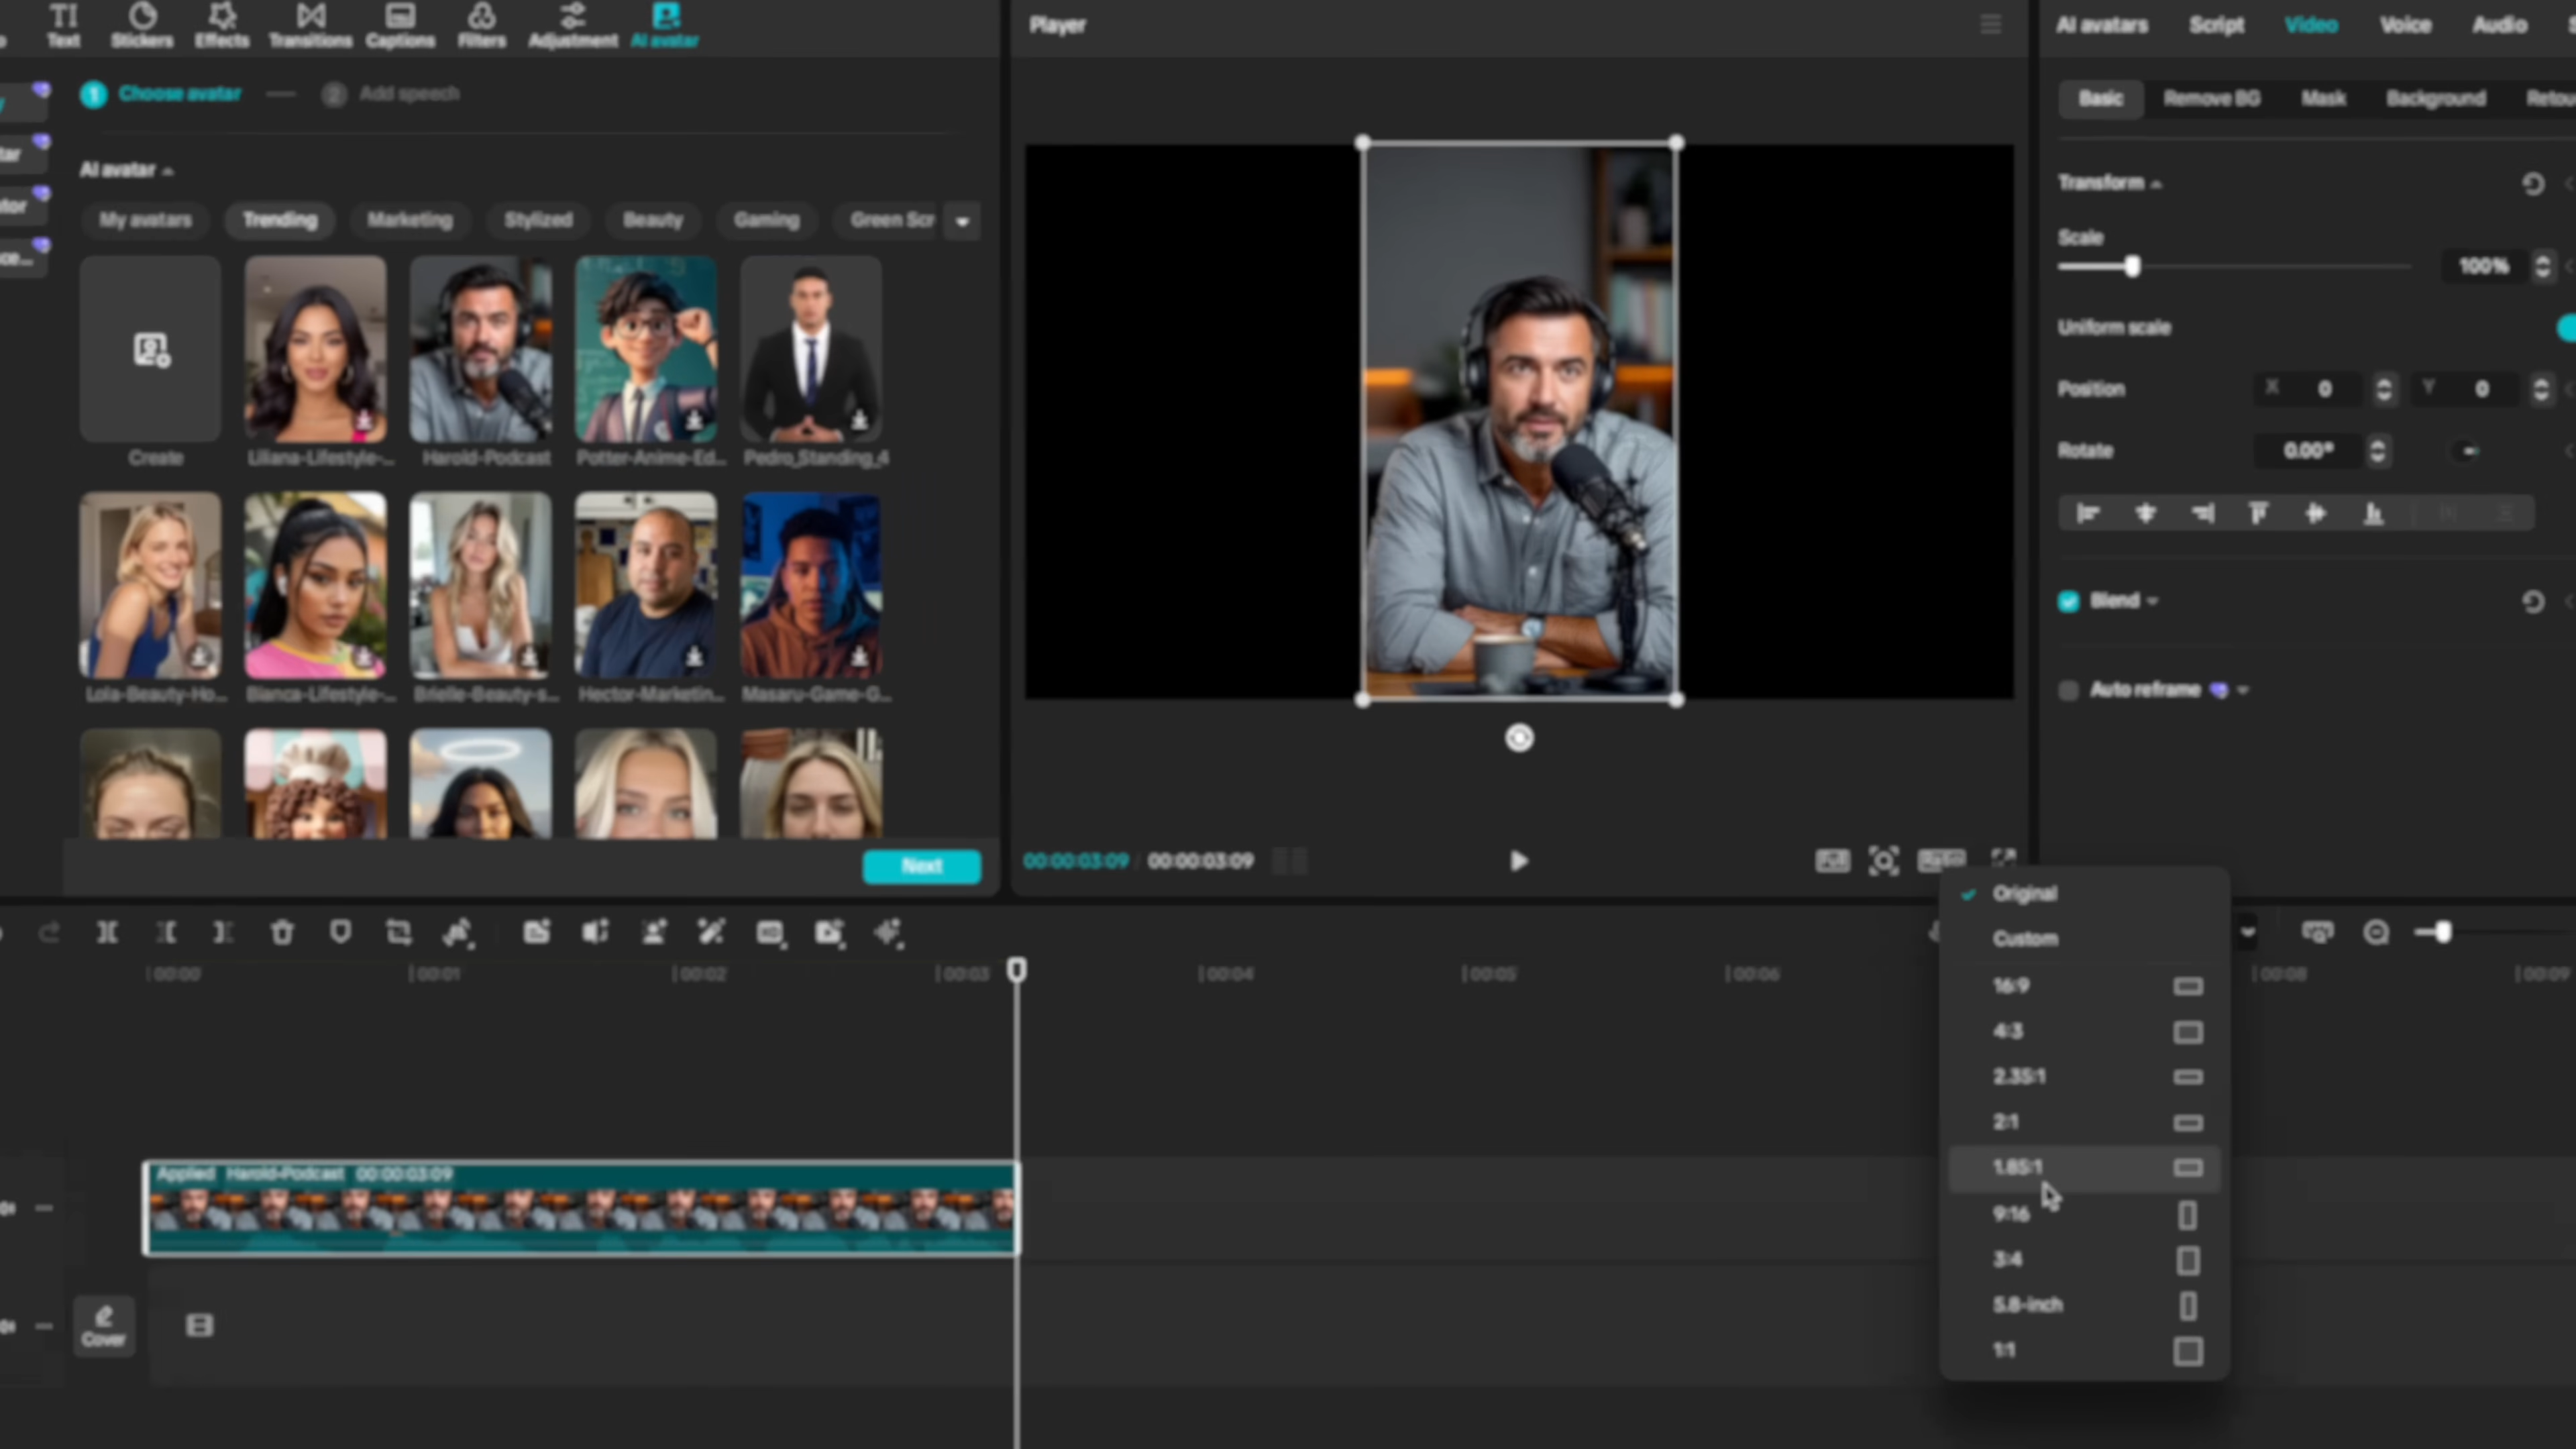 Text Stickers Effects Transitions Captions Filters Adjustment AI avatar
1 Choose avatar 2 Add speech
AI avatar
My avatars Trending Marketing Stylized Beauty Gaming Green Scr
Create Liliana-Lifestyle-... Harold-Podcast Potter-Anime-Ed... Pedro_Standing_4
Lola-Beauty-Ho... Bianca-Lifestyle-... Brielle-Beauty-s... Hector-Marketin... Masaru-Game-G...
Next
Player
00:00:03:09 / 00:00:03:09
AI avatars Script Video Voice Audio
Basic Remove BG Mask Background Retou
Transform
Scale
100%
Uniform scale
Position X 0 Y 0
Rotate 0.00°
Blend
Auto reframe
Original
Custom
16:9
4:3
2.35:1
2:1
1.85:1
9:16
3:4
5.8-inch
1:1
00:00 00:01 00:02 00:03 00:04 00:05 00:06 00:08 00:09
Applied Harold-Podcast 00:00:03:09
Cover